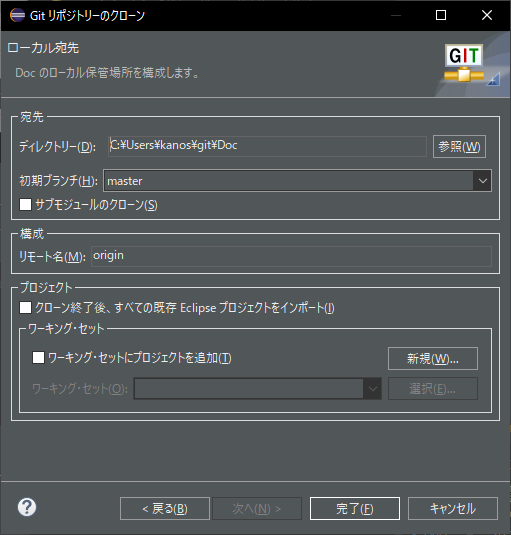 Git リポジトリーのクローン
ローカル宛先
Doc のローカル保管場所を構成します。
GIT
宛先
ディレクトリー(D): C:¥Users¥kanos¥git¥Doc 参照(W)
初期ブランチ(H): master
サブモジュールのクローン(S)
構成
リモート名(M): origin
プロジェクト
クローン終了後、すべての既存 Eclipse プロジェクトをインポート(I)
ワーキング・セット
ワーキング・セットにプロジェクトを追加(T) 新規(W)...
ワーキング・セット(O): 選択(E)...
< 戻る(B) 次へ(N) > 完了(F) キャンセル